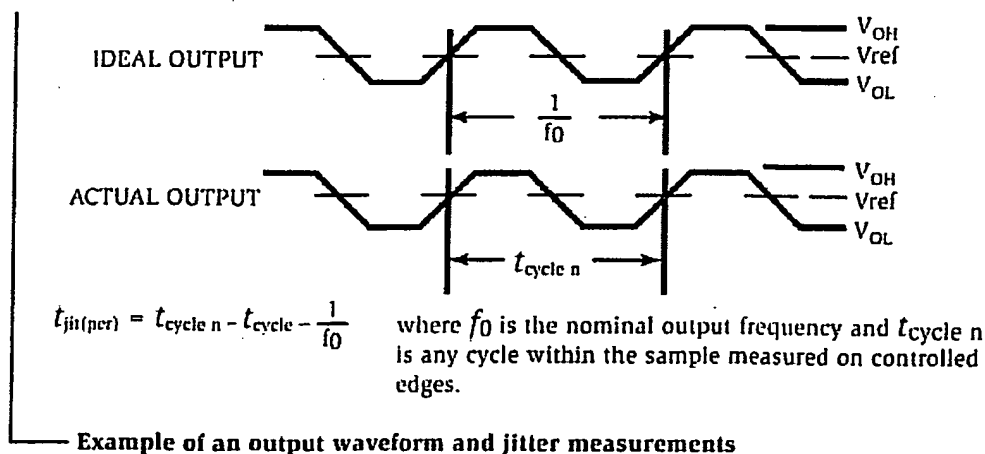 IDEAL OUTPUT
V_OH
Vref
V_OL
1/f0
ACTUAL OUTPUT
V_OH
Vref
V_OL
t_cycle n
t_jit(per) = t_cycle n - t_cycle - 1/f0
where f0 is the nominal output frequency and t_cycle n
is any cycle within the sample measured on controlled
edges.
Example of an output waveform and jitter measurements